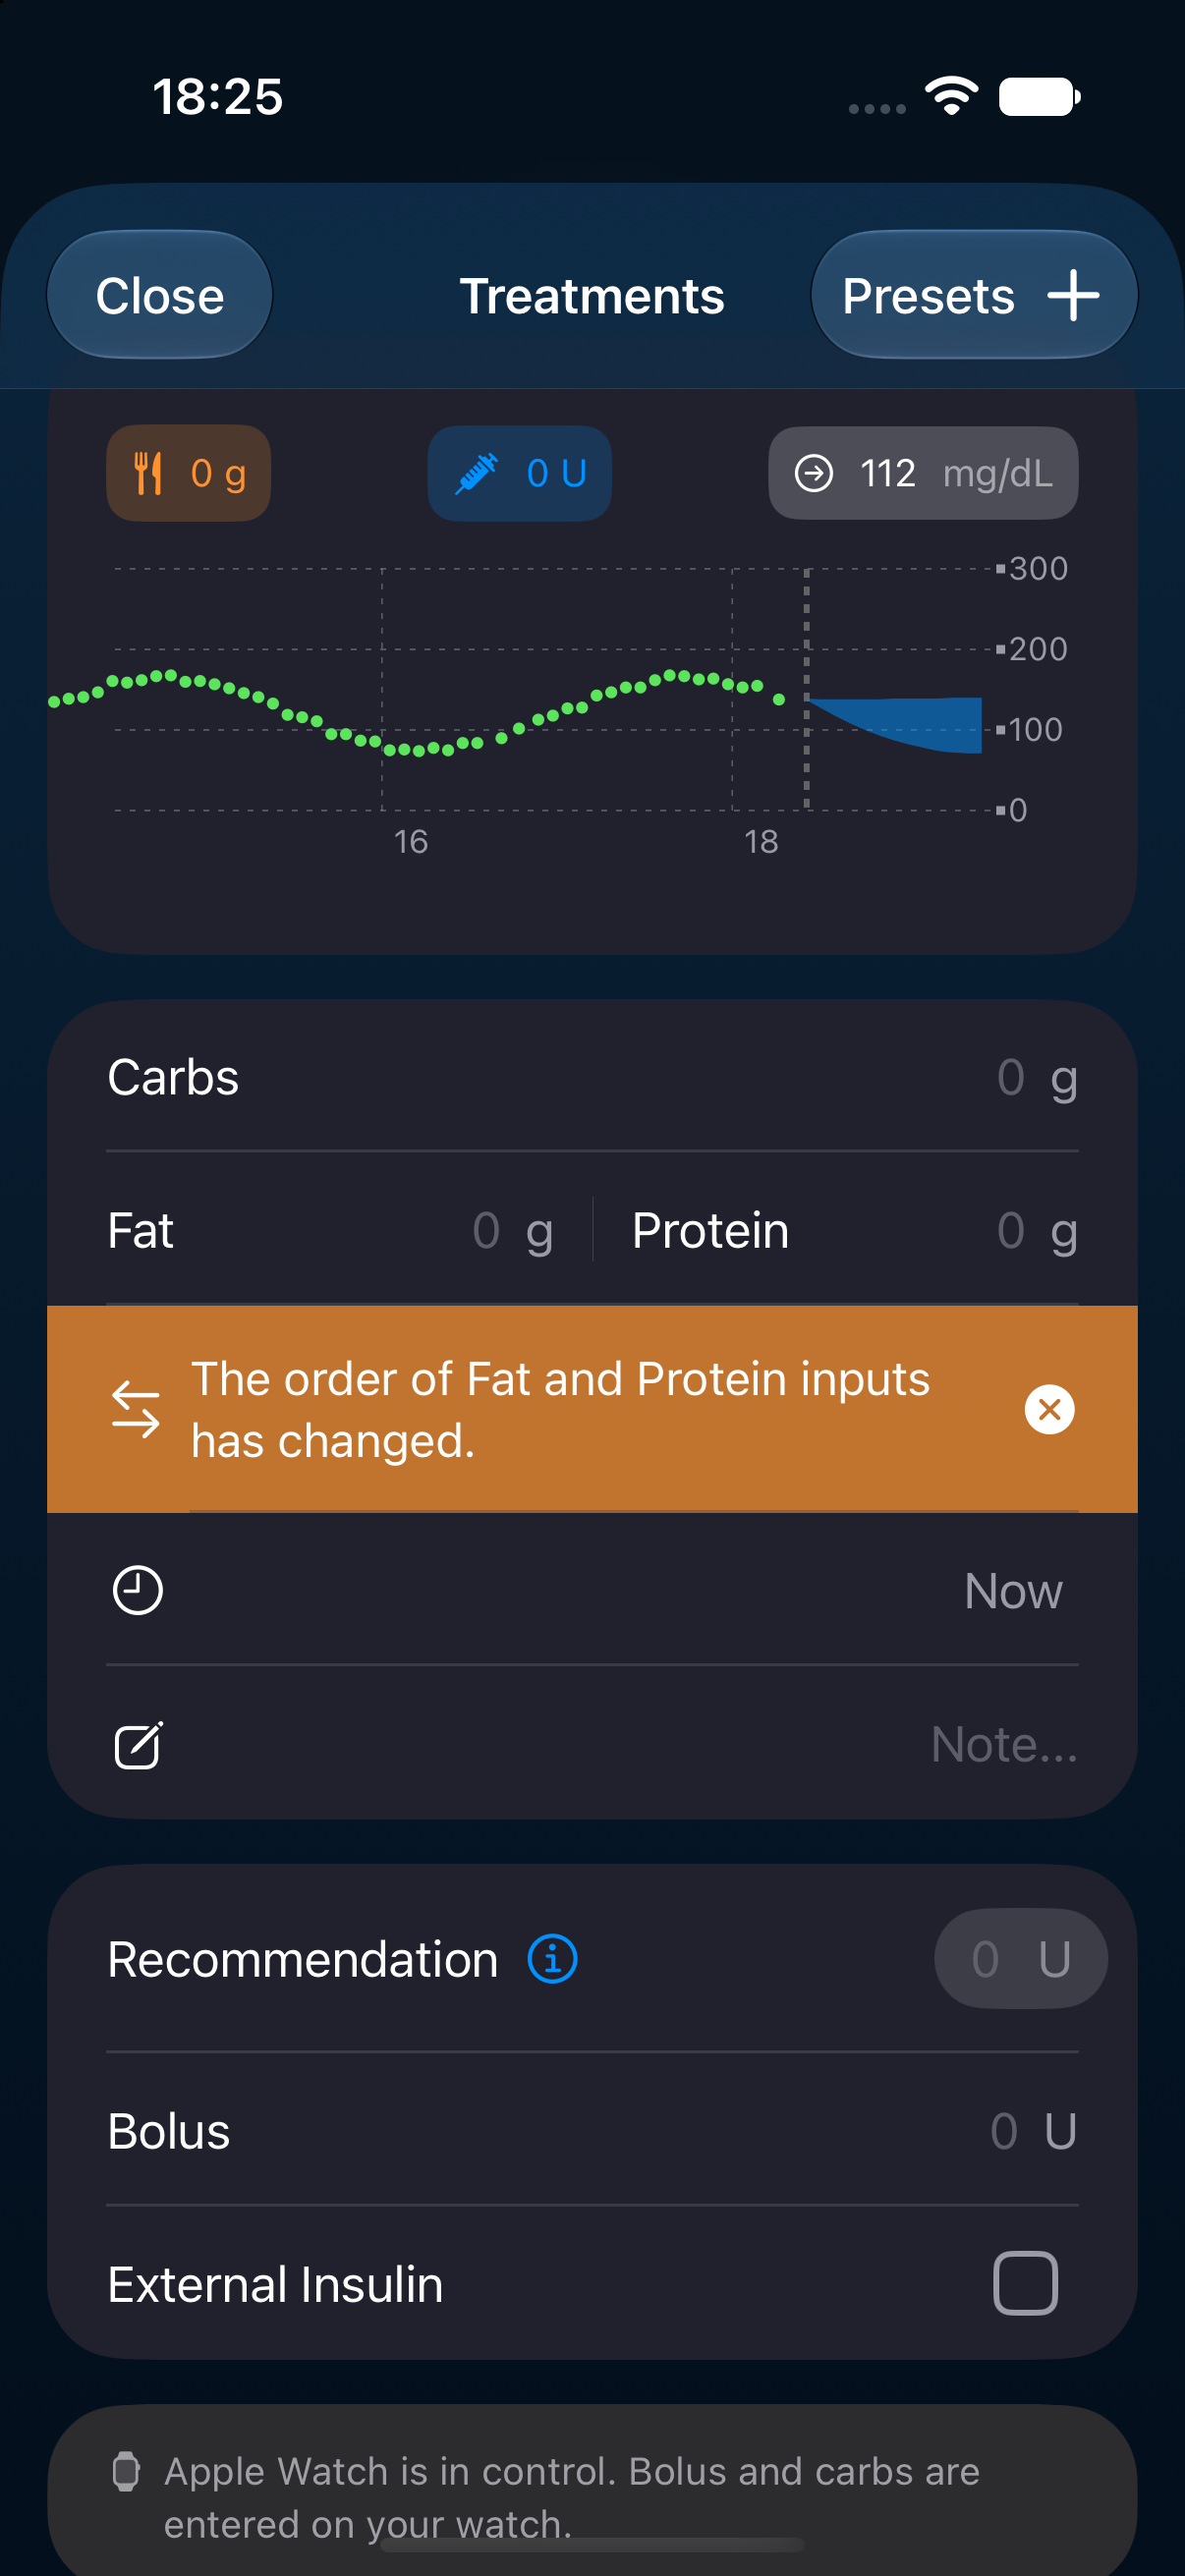 18:25
Close Treatments Presets
0 g 0 U 112 mg/dL
300
200
100
0
16 18
Carbs 0 g
Fat 0 g Protein 0 g
The order of Fat and Protein inputs
has changed.
Now
Note...
Recommendation 0 U
Bolus 0 U
External Insulin
Apple Watch is in control. Bolus and carbs are
entered on your watch.